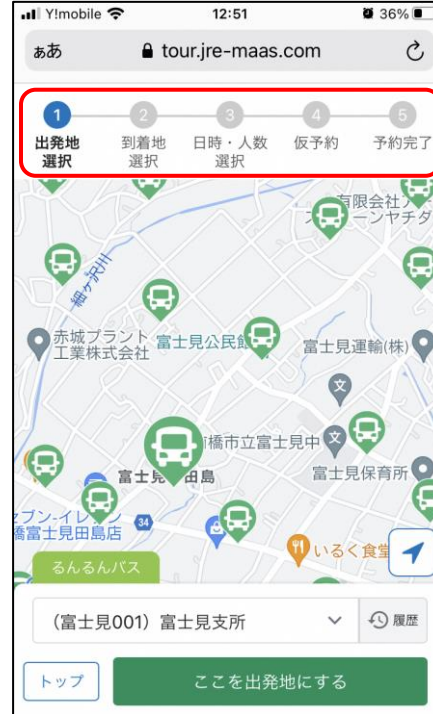 Y!mobile 12:51 36%
ぁあ tour.jre-maas.com
1 2 3 4 5
出発地選択 到着地選択 日時・人数選択 仮予約 予約完了
有限会社
ーンヤチダ
細ヶ沢川
赤城プラント工業株式会社
富士見公民館
富士見運輸(株)
文
橋市立富士見中 文
富士見 田島
富士見保育所
セブン-イレブン
橋富士見田島店
34
いるく食堂
るんるんバス
(富士見001) 富士見支所 履歴
トップ ここを出発地にする